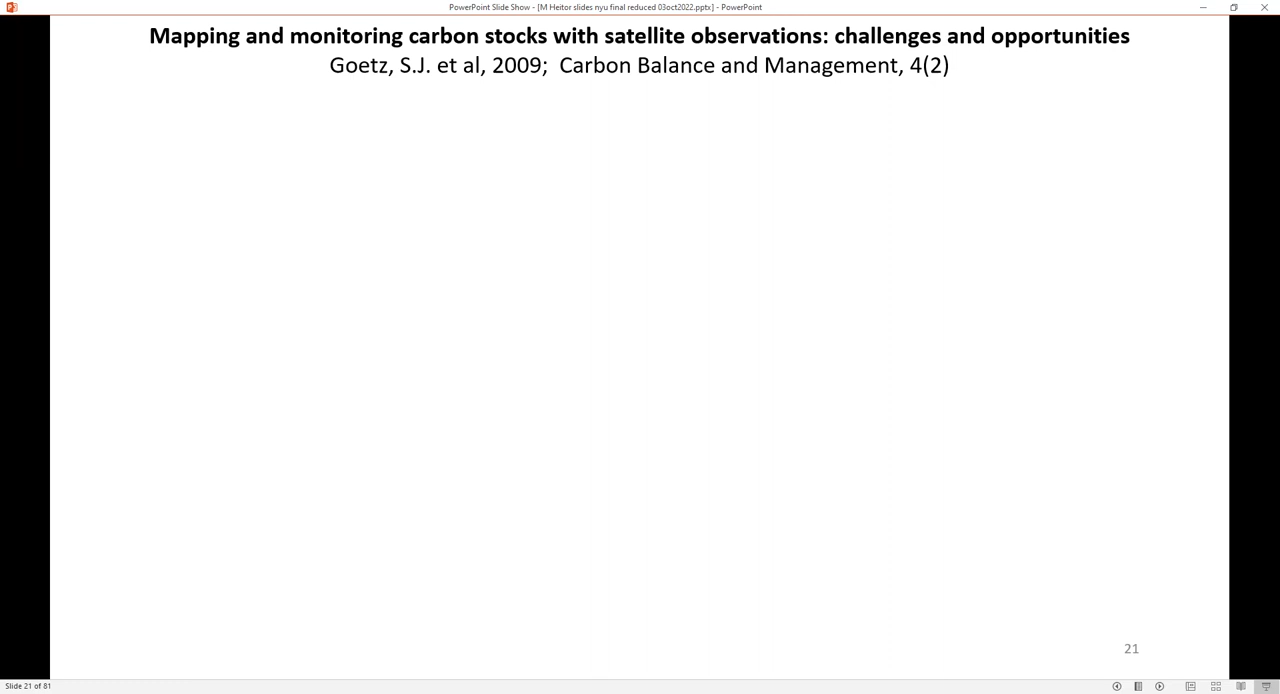 PowerPoint Slide Show - [M Heitor slides nyu final reduced 03oct2022.pptx] - PowerPoint
Mapping and monitoring carbon stocks with satellite observations: challenges and opportunities
Goetz, S.J. et al, 2009;  Carbon Balance and Management, 4(2)
21
Slide 21 of 81